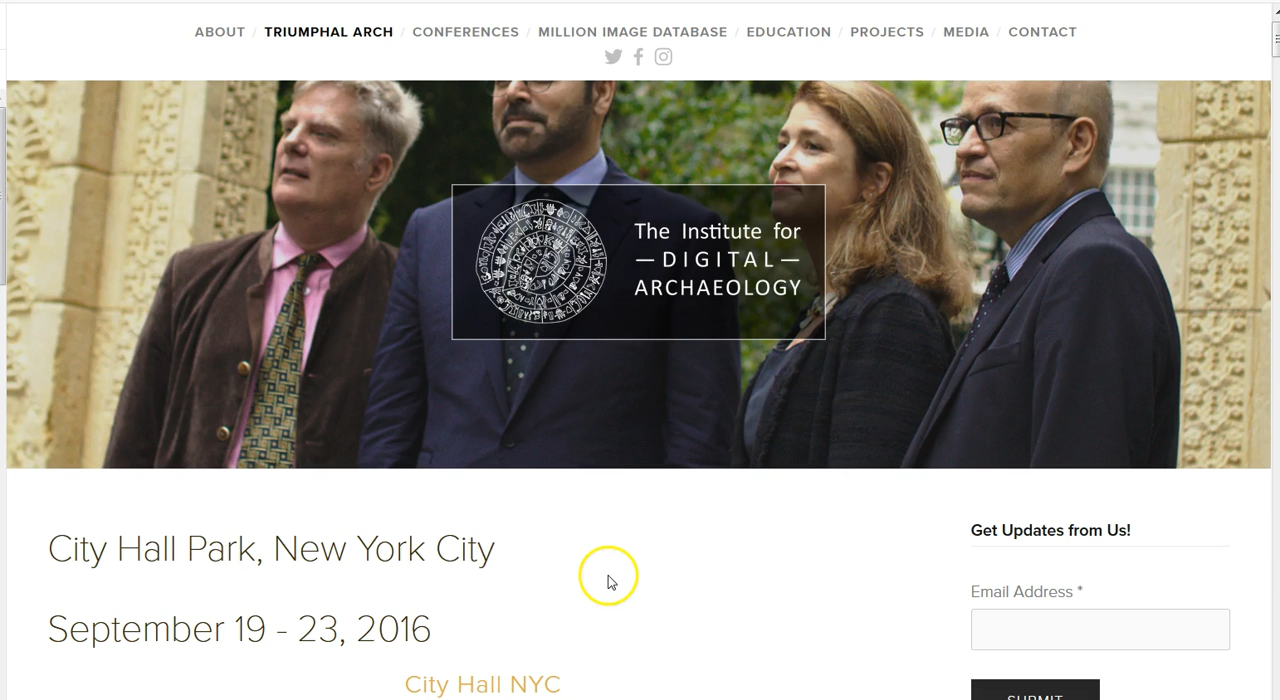 ABOUT / TRIUMPHAL ARCH / CONFERENCES / MILLION IMAGE DATABASE / EDUCATION / PROJECTS / MEDIA / CONTACT
The Institute for
—DIGITAL—
ARCHAEOLOGY
City Hall Park, New York City
September 19 - 23, 2016
City Hall NYC
Get Updates from Us!
Email Address *
SUBMIT